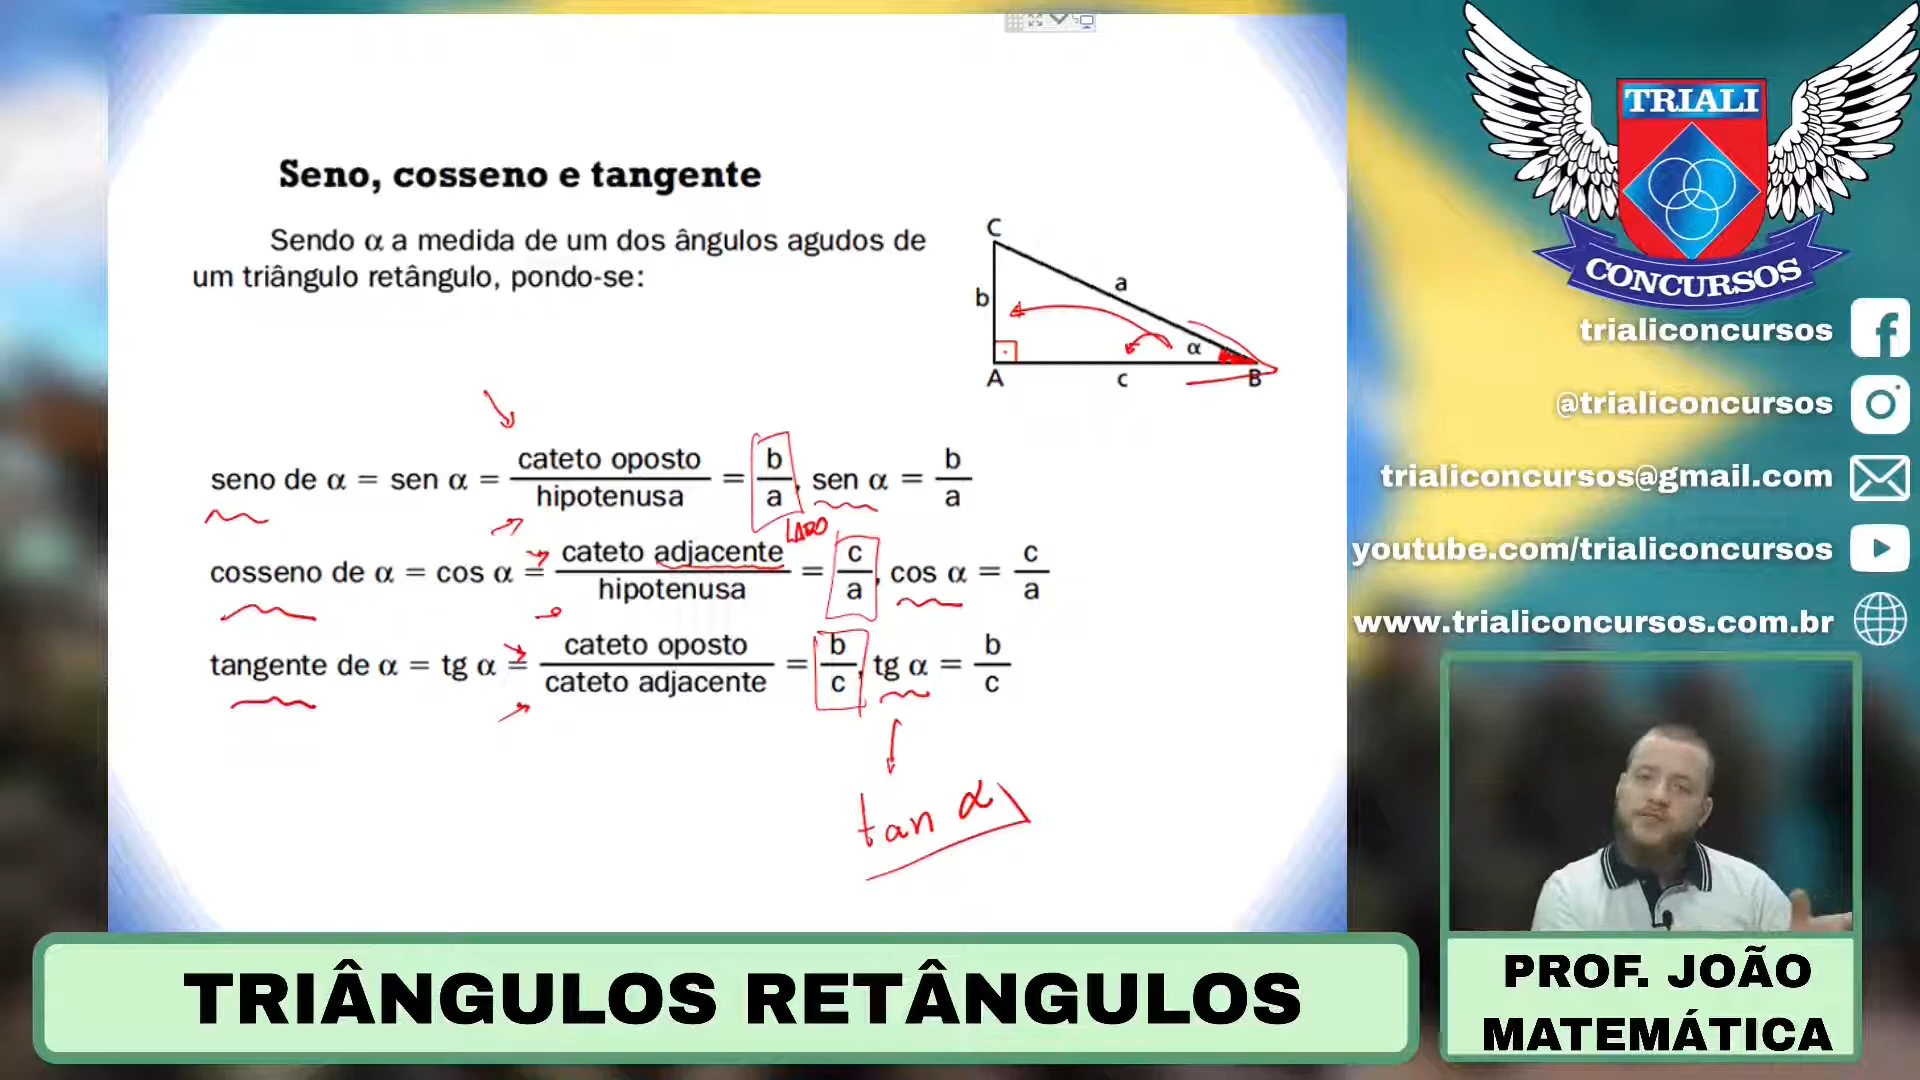 Seno, cosseno e tangente
Sendo α a medida de um dos ângulos agudos de
um triângulo retângulo, pondo-se:
C
b
a
α
A
c
B
seno de α = sen α = cateto oposto / hipotenusa = b / a, sen α = b / a
LADO
cosseno de α = cos α = cateto adjacente / hipotenusa = c / a, cos α = c / a
tangente de α = tg α = cateto oposto / cateto adjacente = b / c, tg α = b / c
tan α
TRIALI
CONCURSOS
trialiconcursos
@trialiconcursos
trialiconcursos@gmail.com
youtube.com/trialiconcursos
www.trialiconcursos.com.br
TRIÂNGULOS RETÂNGULOS
PROF. JOÃO
MATEMÁTICA